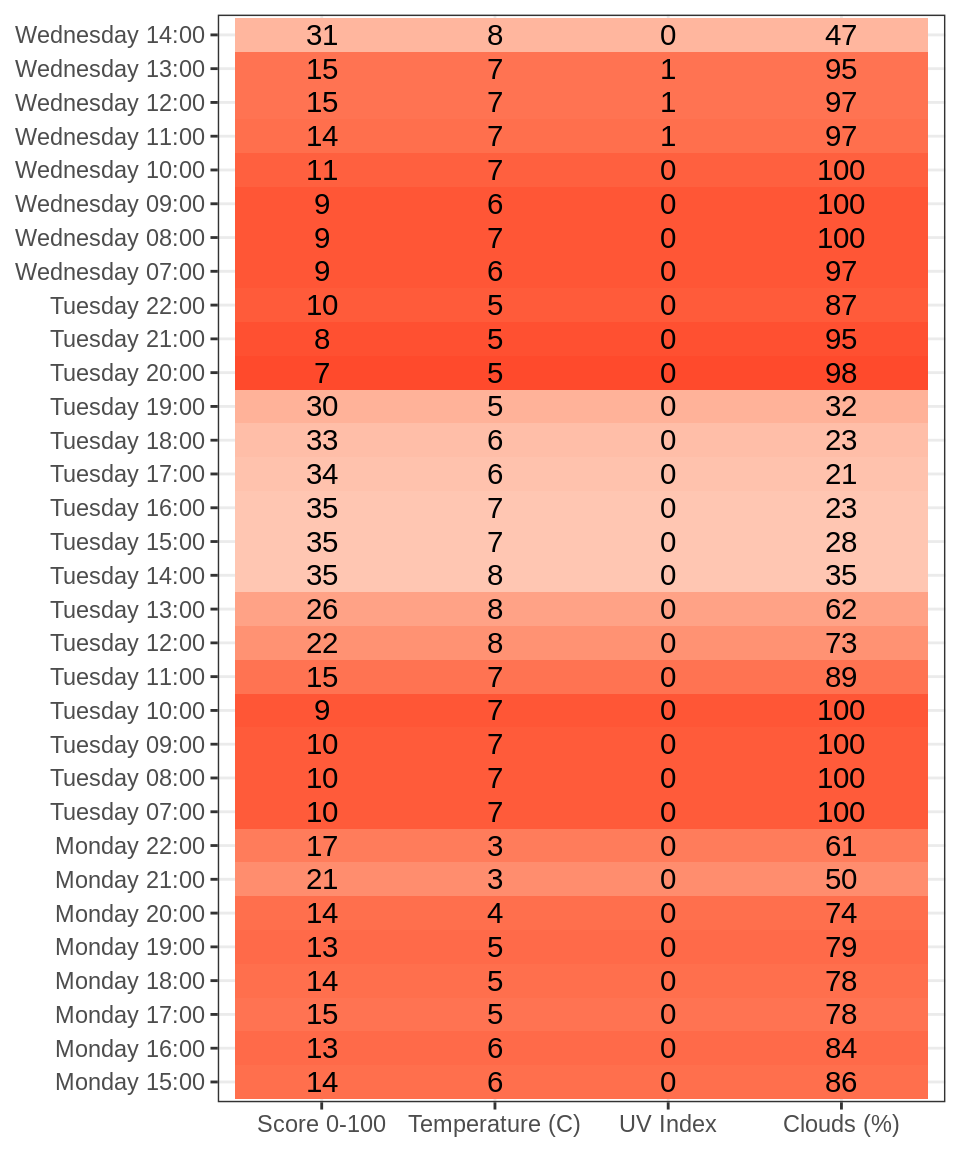 Wednesday 14:00 31 8 0 47
Wednesday 13:00 15 7 1 95
Wednesday 12:00 15 7 1 97
Wednesday 11:00 14 7 1 97
Wednesday 10:00 11 7 0 100
Wednesday 09:00 9 6 0 100
Wednesday 08:00 9 7 0 100
Wednesday 07:00 9 6 0 97
Tuesday 22:00 10 5 0 87
Tuesday 21:00 8 5 0 95
Tuesday 20:00 7 5 0 98
Tuesday 19:00 30 5 0 32
Tuesday 18:00 33 6 0 23
Tuesday 17:00 34 6 0 21
Tuesday 16:00 35 7 0 23
Tuesday 15:00 35 7 0 28
Tuesday 14:00 35 8 0 35
Tuesday 13:00 26 8 0 62
Tuesday 12:00 22 8 0 73
Tuesday 11:00 15 7 0 89
Tuesday 10:00 9 7 0 100
Tuesday 09:00 10 7 0 100
Tuesday 08:00 10 7 0 100
Tuesday 07:00 10 7 0 100
Monday 22:00 17 3 0 61
Monday 21:00 21 3 0 50
Monday 20:00 14 4 0 74
Monday 19:00 13 5 0 79
Monday 18:00 14 5 0 78
Monday 17:00 15 5 0 78
Monday 16:00 13 6 0 84
Monday 15:00 14 6 0 86
Score 0-100 Temperature (C) UV Index Clouds (%)